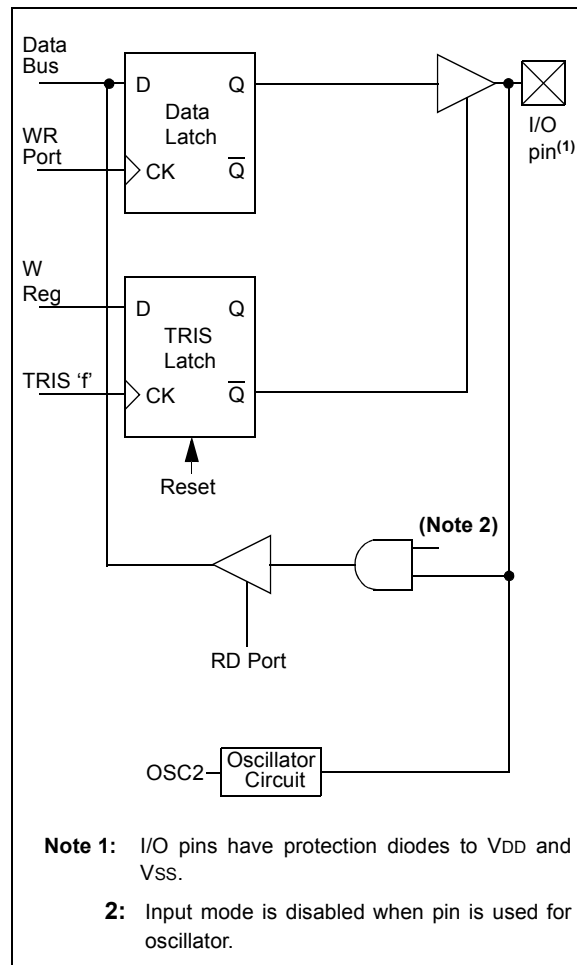 Data
Bus
D
Q
Data
Latch
WR
Port
CK
Q̅
I/O
pin(1)
W
Reg
D
Q
TRIS
Latch
TRIS ‘f’
CK
Q̅
Reset
(Note 2)
RD Port
OSC2
Oscillator
Circuit
Note 1: I/O pins have protection diodes to VDD and
VSS.
2: Input mode is disabled when pin is used for
oscillator.